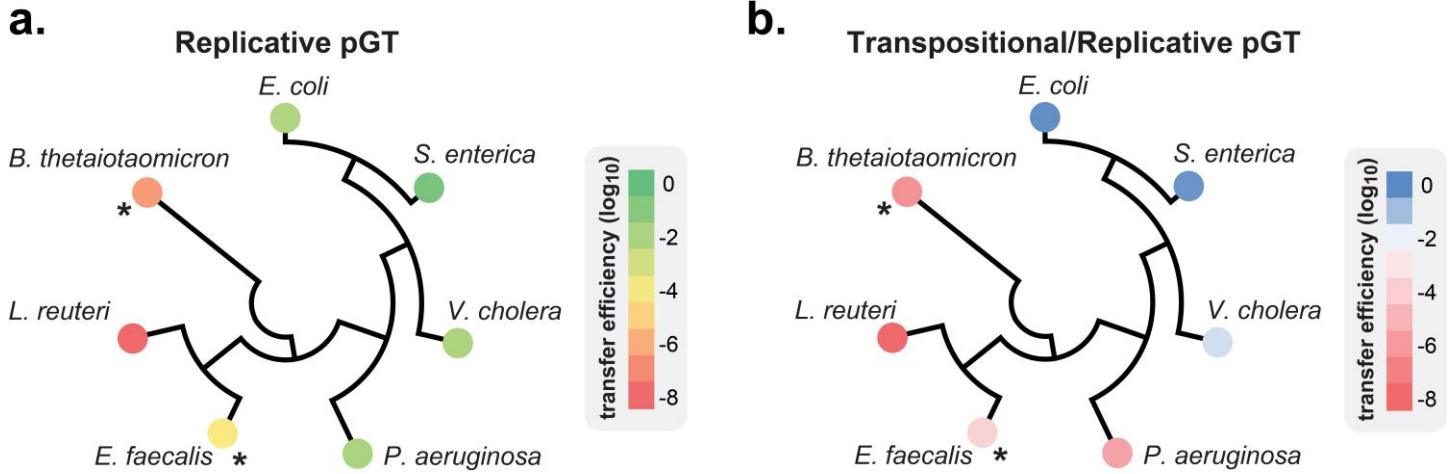 a.
Replicative pGT
E. coli
B. thetaiotaomicron
S. enterica
*
L. reuteri
V. cholera
E. faecalis *
P. aeruginosa
transfer efficiency (log10)
0
-2
-4
-6
-8
b.
Transpositional/Replicative pGT
E. coli
B. thetaiotaomicron
S. enterica
*
L. reuteri
V. cholera
E. faecalis *
P. aeruginosa
transfer efficiency (log10)
0
-2
-4
-6
-8